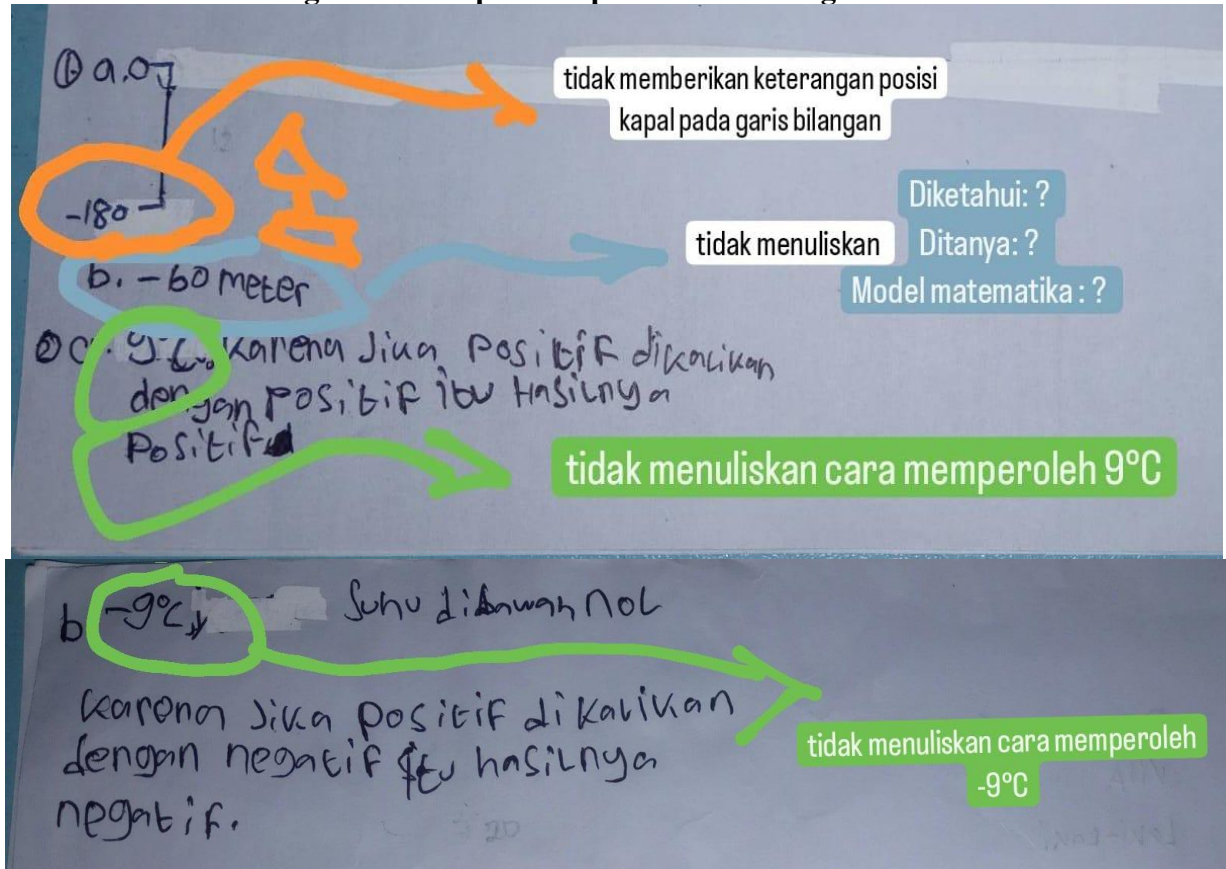 ① a. 0
tidak memberikan keterangan posisi
kapal pada garis bilangan
-180
b. -60 meter
tidak menuliskan
Diketahui: ?
Ditanya: ?
Model matematika : ?
② a. 9°C, karena Jika Positif dikalikan
dengan positif itu Hasilnya
Positif
tidak menuliskan cara memperoleh 9°C
b -9°C, Suhu dibawah nol
karena Jika positif dikalikan
dengan negatif itu hasilnya
negatif.
tidak menuliskan cara memperoleh
-9°C